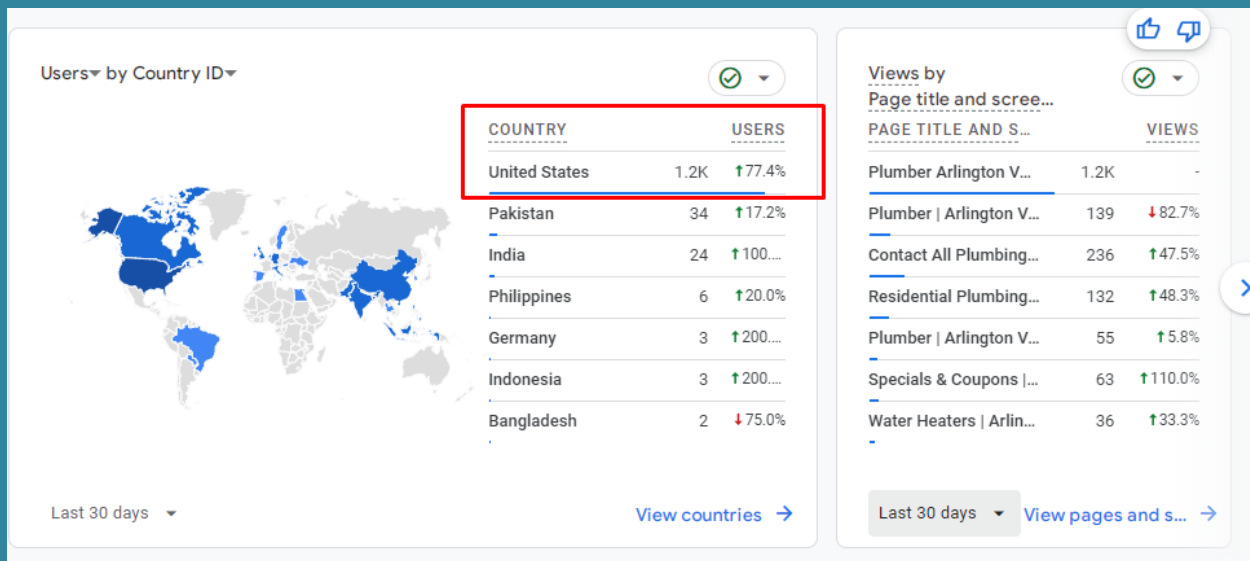 Users by Country ID
COUNTRY USERS
United States 1.2K ↑77.4%
Pakistan 34 ↑17.2%
India 24 ↑100....
Philippines 6 ↑20.0%
Germany 3 ↑200....
Indonesia 3 ↑200....
Bangladesh 2 ↓75.0%
Last 30 days
View countries →
Views by
Page title and scree...
PAGE TITLE AND S... VIEWS
Plumber Arlington V... 1.2K -
Plumber | Arlington V... 139 ↓82.7%
Contact All Plumbing... 236 ↑47.5%
Residential Plumbing... 132 ↑48.3%
Plumber | Arlington V... 55 ↑5.8%
Specials & Coupons |... 63 ↑110.0%
Water Heaters | Arlin... 36 ↑33.3%
Last 30 days
View pages and s... →